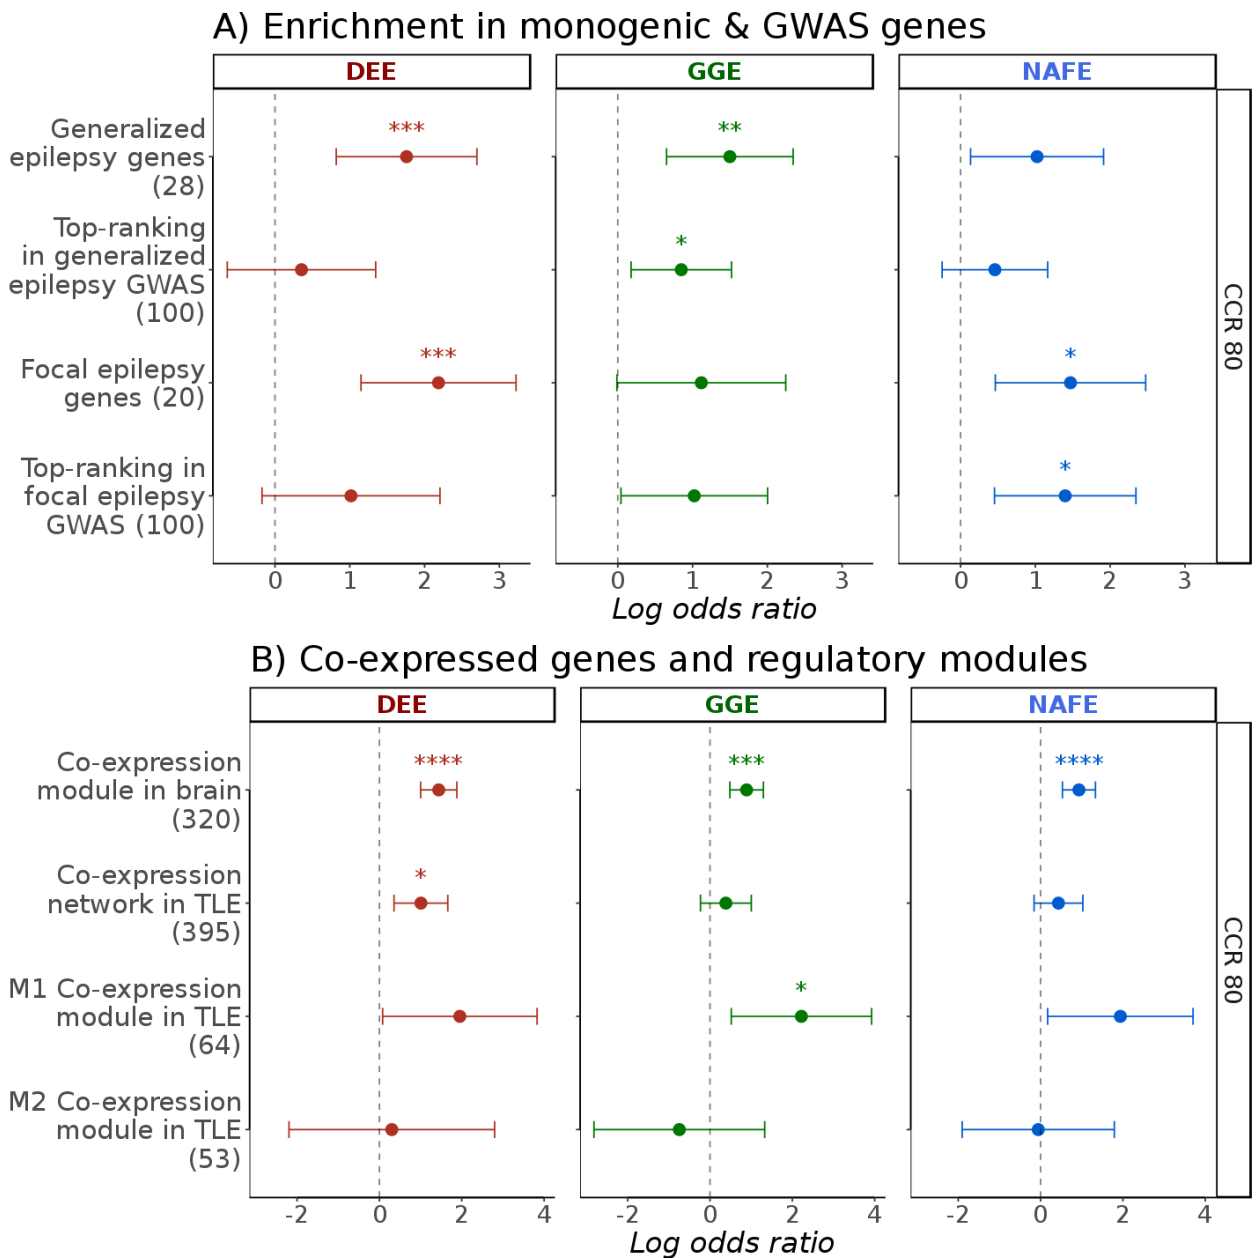 A) Enrichment in monogenic & GWAS genes
DEE
GGE
NAFE
Generalized
epilepsy genes
(28)
***
**
Top-ranking
in generalized
epilepsy GWAS
(100)
*
Focal epilepsy
genes (20)
***
*
Top-ranking in
focal epilepsy
GWAS (100)
*
CCR 80
0 1 2 3
0 1 2 3
0 1 2 3
Log odds ratio
B) Co-expressed genes and regulatory modules
DEE
GGE
NAFE
Co-expression
module in brain
(320)
****
***
****
Co-expression
network in TLE
(395)
*
M1 Co-expression
module in TLE
(64)
*
M2 Co-expression
module in TLE
(53)
CCR 80
-2 0 2 4
-2 0 2 4
-2 0 2 4
Log odds ratio